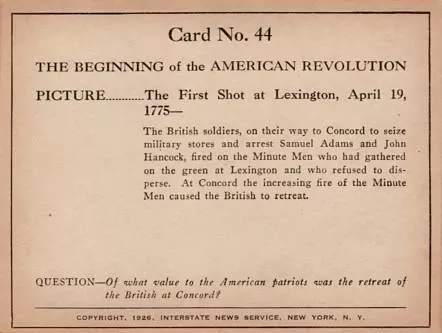 Card No. 44
THE BEGINNING of the AMERICAN REVOLUTION
PICTURE............The First Shot at Lexington, April 19,
1775—
The British soldiers, on their way to Concord to seize
military stores and arrest Samuel Adams and John
Hancock, fired on the Minute Men who had gathered
on the green at Lexington and who refused to dis-
perse. At Concord the increasing fire of the Minute
Men caused the British to retreat.
QUESTION—Of what value to the American patriots was the retreat of
the British at Concord?
COPYRIGHT, 1926, INTERSTATE NEWS SERVICE, NEW YORK, N. Y.